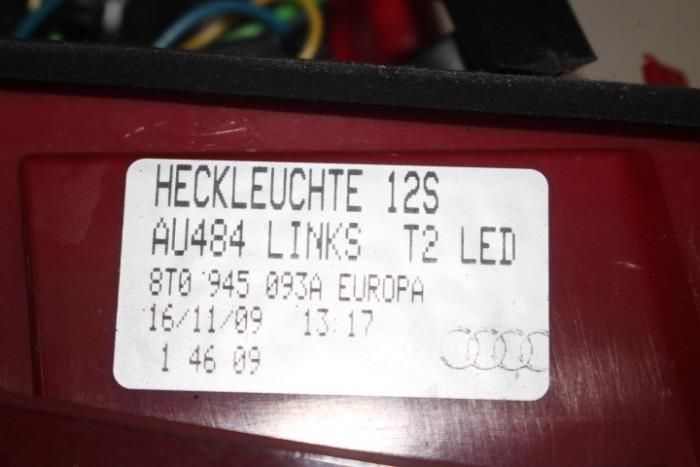 HECKLEUCHTE 12S
AU484 LINKS T2 LED
8T0 945 093A EUROPA
16/11/09 13:17
1 46 09